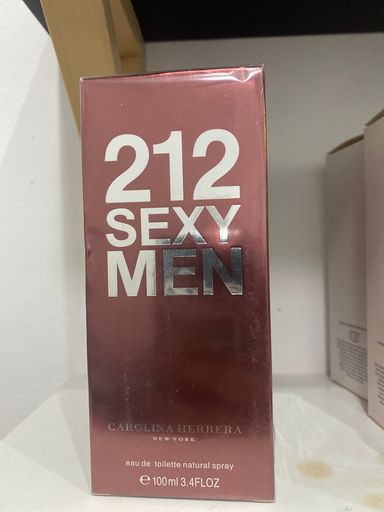 212
SEXY
MEN
CAROLINA HERRERA
NEW YORK
eau de toilette natural spray
℮ 100ml 3.4FLOZ